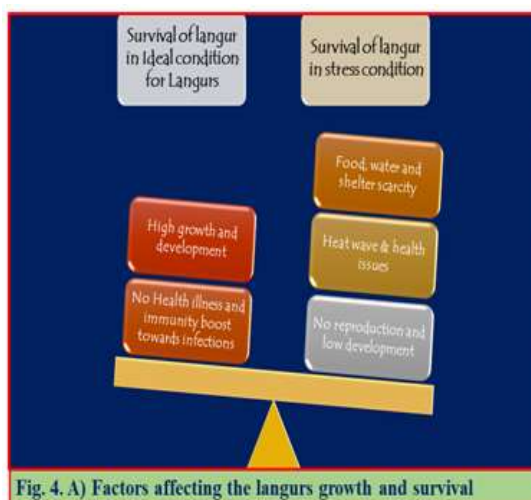 Survival of langur
in Ideal condition
for Langurs
Survival of langur
in stress condition
Food, water and
shelter scarcity
High growth and
development
Heat wave & health
issues
No Health illness and
immunity boost
towards infections
No reproduction and
low development
Fig. 4. A) Factors affecting the langurs growth and survival